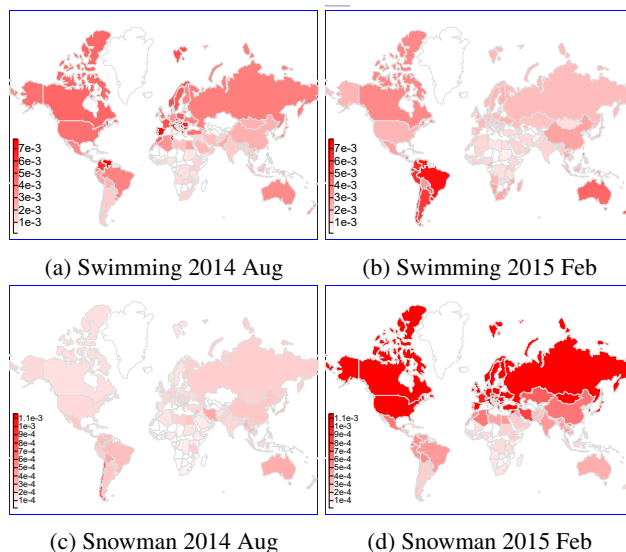 7e-3
6e-3
5e-3
4e-3
3e-3
2e-3
1e-3
7e-3
6e-3
5e-3
4e-3
3e-3
2e-3
1e-3
(a) Swimming 2014 Aug
(b) Swimming 2015 Feb
1.1e-3
9e-4
8e-4
7e-4
6e-4
5e-4
4e-4
3e-4
2e-4
1e-4
1.1e-3
9e-4
8e-4
7e-4
6e-4
5e-4
4e-4
3e-4
2e-4
1e-4
(c) Snowman 2014 Aug
(d) Snowman 2015 Feb